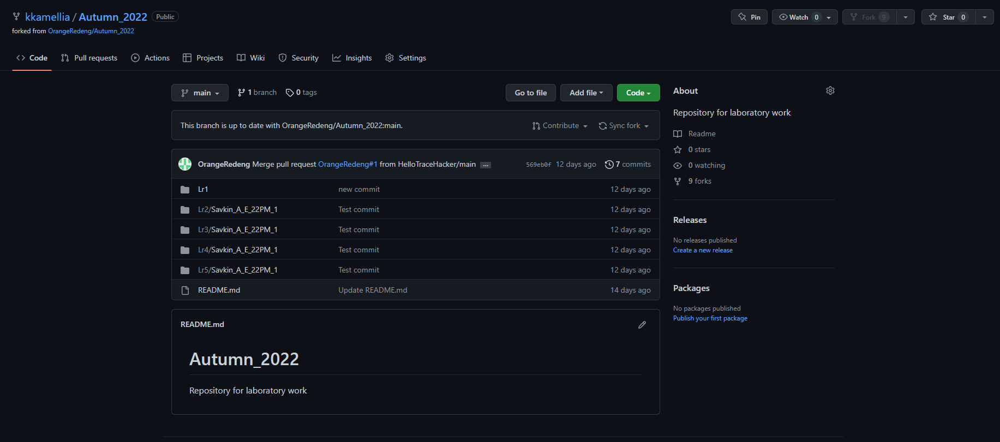 kkamellia / Autumn_2022 Public
Pin Watch 0 Fork 9 Star 0
forked from OrangeRedeng/Autumn_2022
Code Pull requests Actions Projects Wiki Security Insights Settings
main 1 branch 0 tags Go to file Add file Code
This branch is up to date with OrangeRedeng/Autumn_2022:main. Contribute Sync fork
OrangeRedeng Merge pull request OrangeRedeng#1 from HelloTraceHacker/main ... 569eb0f 12 days ago 7 commits
Lr1 new commit 12 days ago
Lr2/Savkin_A_E_22PM_1 Test commit 12 days ago
Lr3/Savkin_A_E_22PM_1 Test commit 12 days ago
Lr4/Savkin_A_E_22PM_1 Test commit 12 days ago
Lr5/Savkin_A_E_22PM_1 Test commit 12 days ago
README.md Update README.md 14 days ago
README.md
Autumn_2022
Repository for laboratory work
About
Repository for laboratory work
Readme
0 stars
0 watching
9 forks
Releases
No releases published
Create a new release
Packages
No packages published
Publish your first package